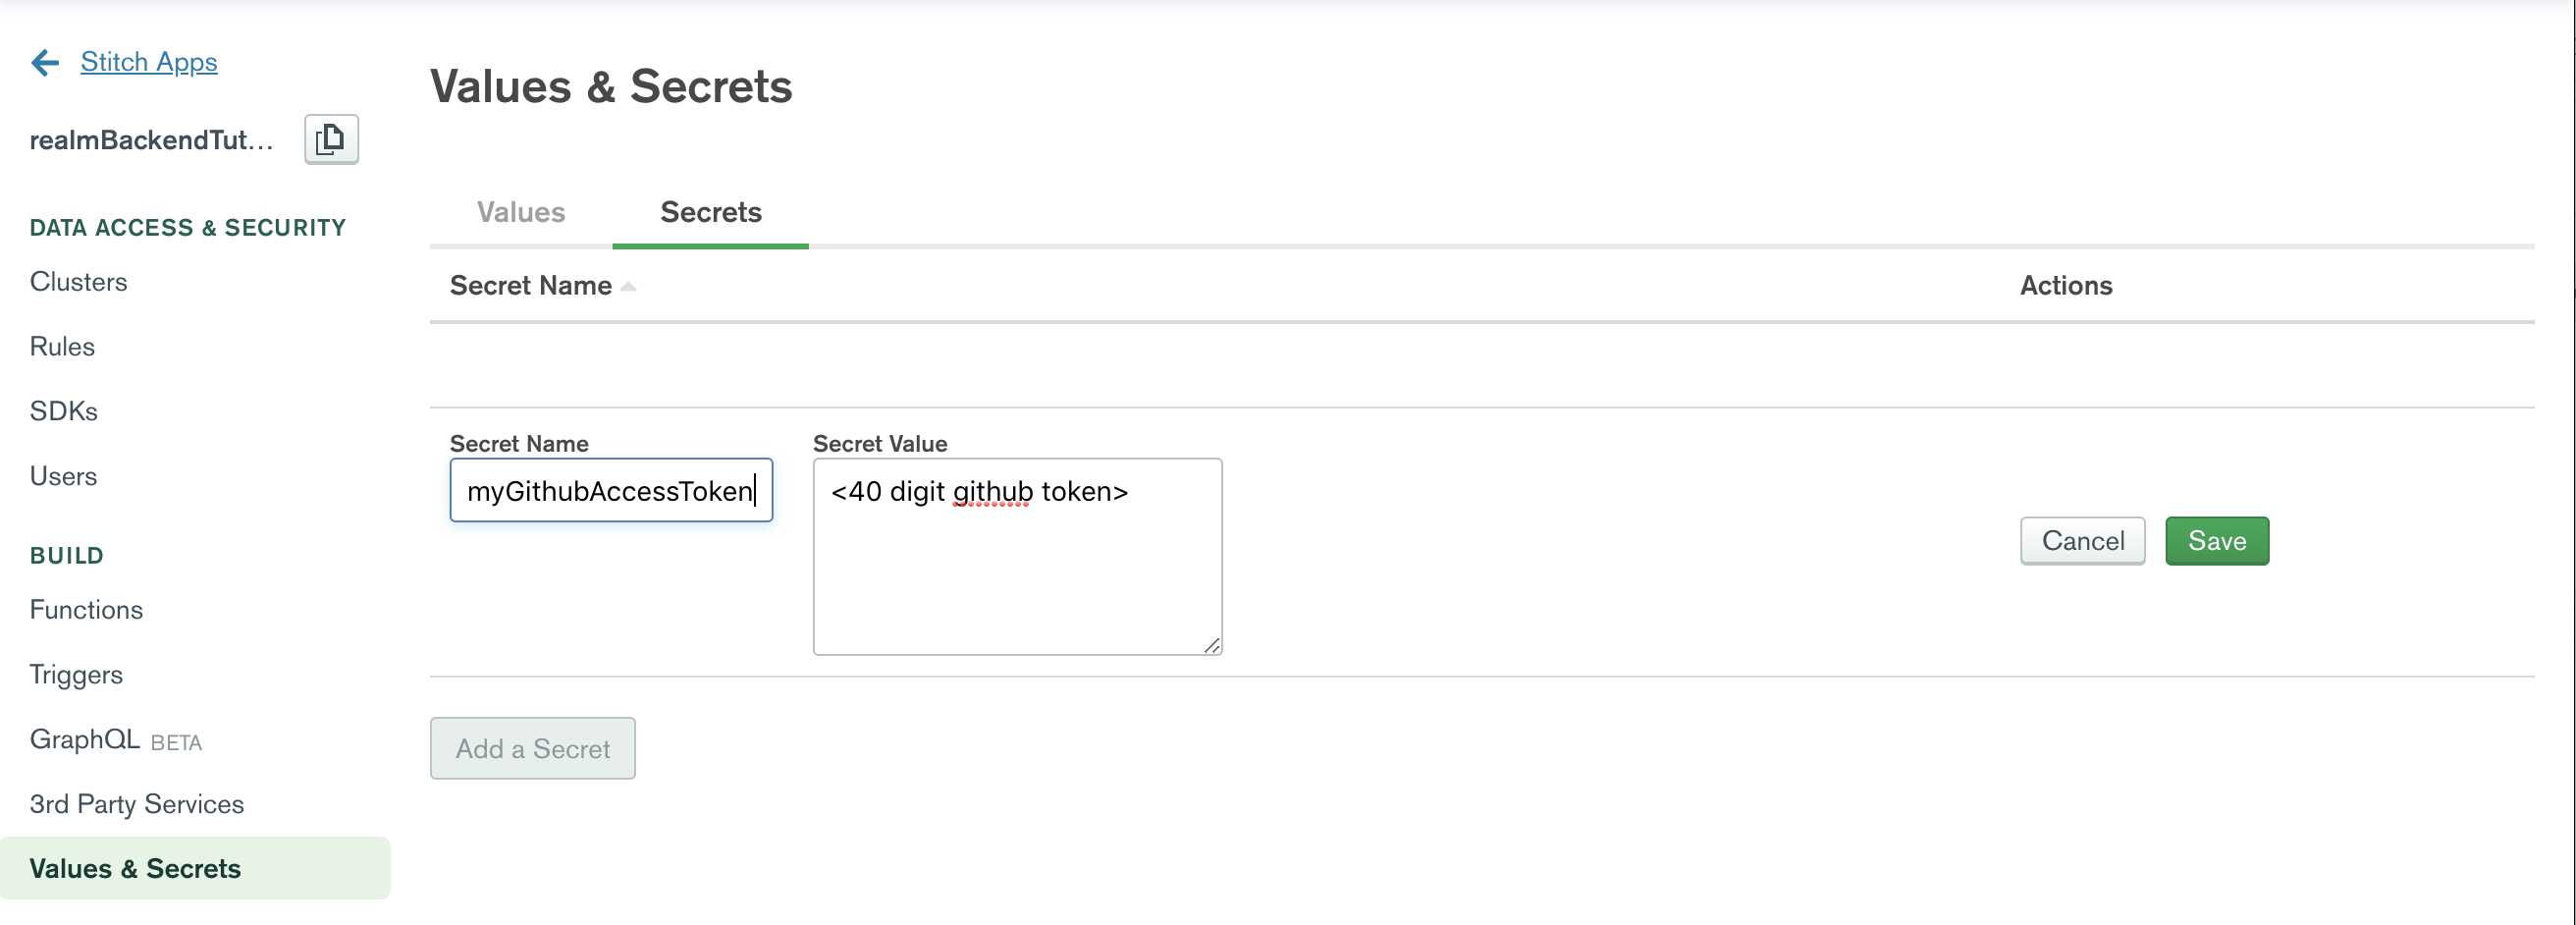 Stitch Apps
realmBackendTut...
DATA ACCESS & SECURITY
Clusters
Rules
SDKs
Users
BUILD
Functions
Triggers
GraphQL BETA
3rd Party Services
Values & Secrets
Values & Secrets
Values Secrets
Secret Name Actions
Secret Name Secret Value
myGithubAccessToken <40 digit github token>
Cancel Save
Add a Secret